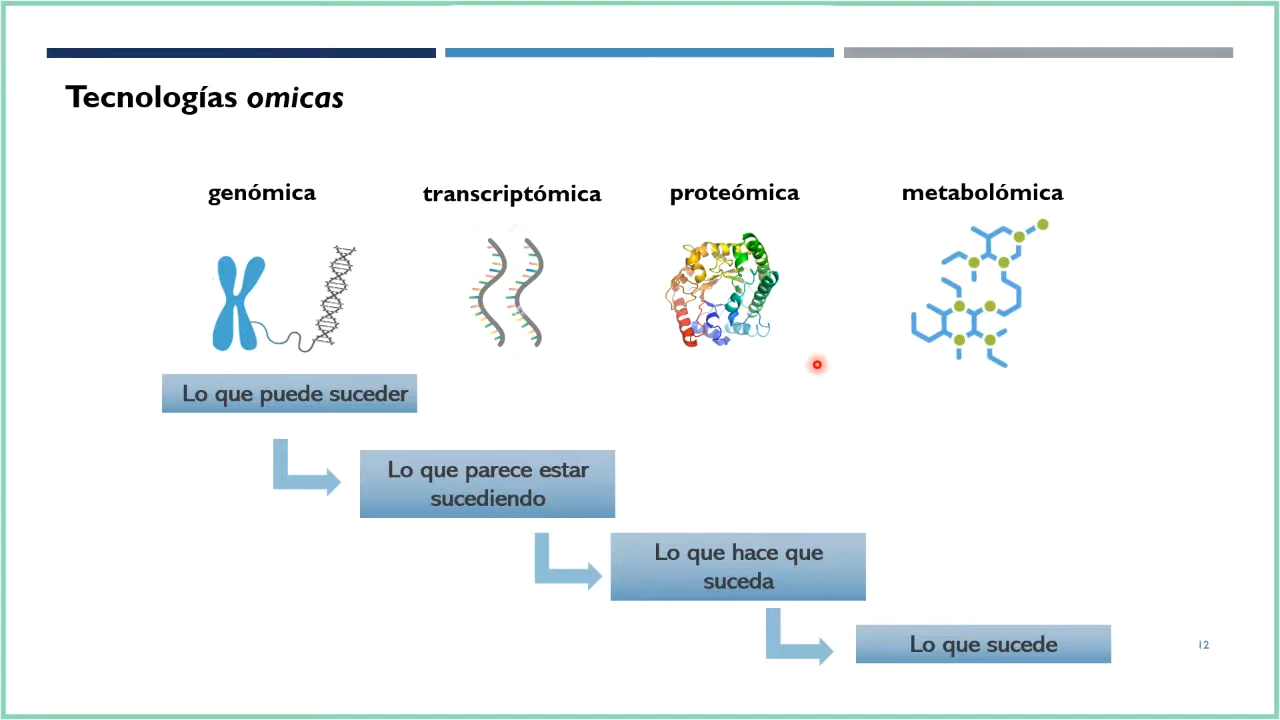 Tecnologías omicas
genómica
transcriptómica
proteómica
metabolómica
Lo que puede suceder
Lo que parece estar
sucediendo
Lo que hace que
suceda
Lo que sucede
12